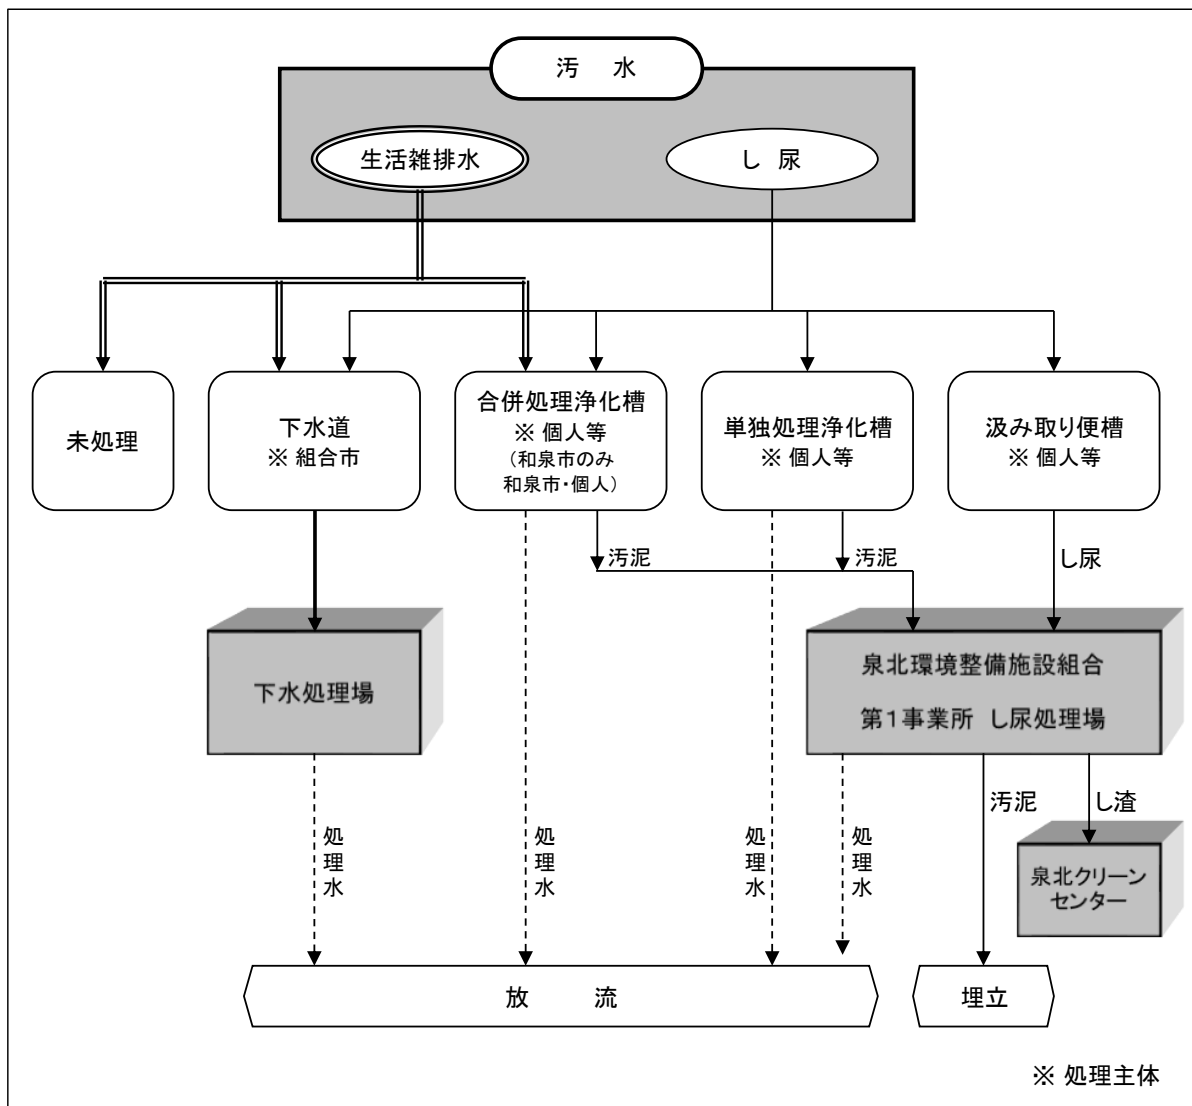 汚 水
生活雑排水
し 尿
未処理
下水道
※ 組合市
合併処理浄化槽
※ 個人等
（和泉市のみ
和泉市・個人）
単独処理浄化槽
※ 個人等
汲み取り便槽
※ 個人等
汚泥
汚泥
し尿
下水処理場
泉北環境整備施設組合
第１事業所 し尿処理場
汚泥
し渣
処理水
処理水
処理水
処理水
泉北クリーン
センター
放 流
埋立
※ 処理主体